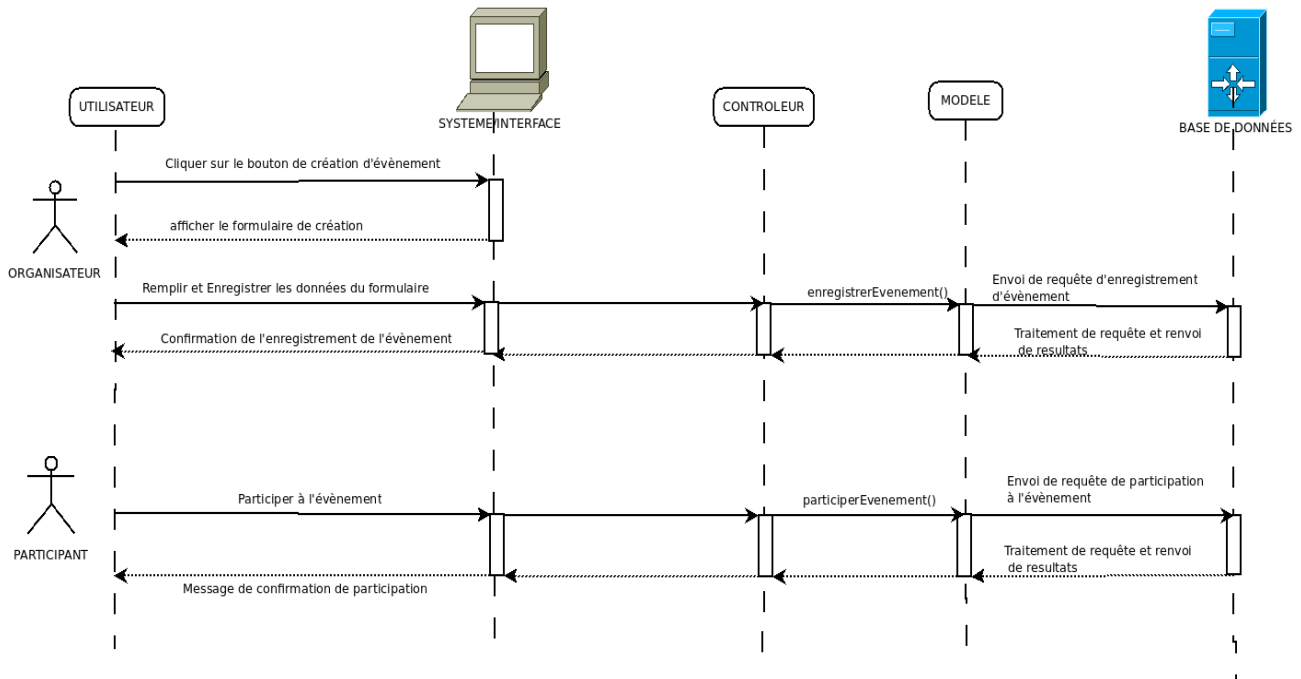 UTILISATEUR
SYSTEME/INTERFACE
CONTROLEUR
MODELE
BASE DE DONNÉES
Cliquer sur le bouton de création d'évènement
afficher le formulaire de création
ORGANISATEUR
Remplir et Enregistrer les données du formulaire
enregistrerEvenement()
Envoi de requête d'enregistrement
d'évènement
Confirmation de l'enregistrement de l'évènement
Traitement de requête et renvoi
de resultats
Participer à l'évènement
participerEvenement()
Envoi de requête de participation
à l'évènement
PARTICIPANT
Traitement de requête et renvoi
de resultats
Message de confirmation de participation